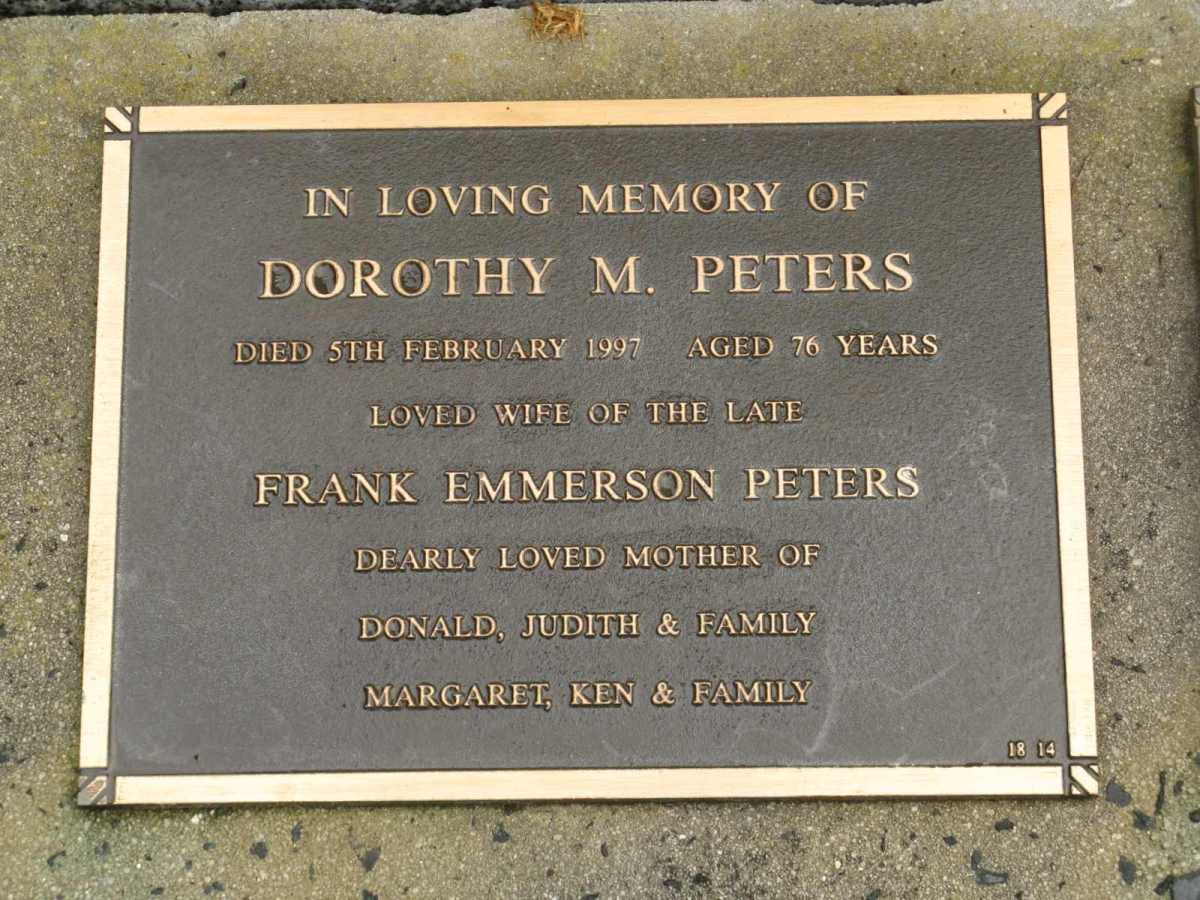 IN LOVING MEMORY OF
DOROTHY M. PETERS
DIED 5TH FEBRUARY 1997 AGED 76 YEARS
LOVED WIFE OF THE LATE
FRANK EMMERSON PETERS
DEARLY LOVED MOTHER OF
DONALD, JUDITH & FAMILY
MARGARET, KEN & FAMILY
18 14